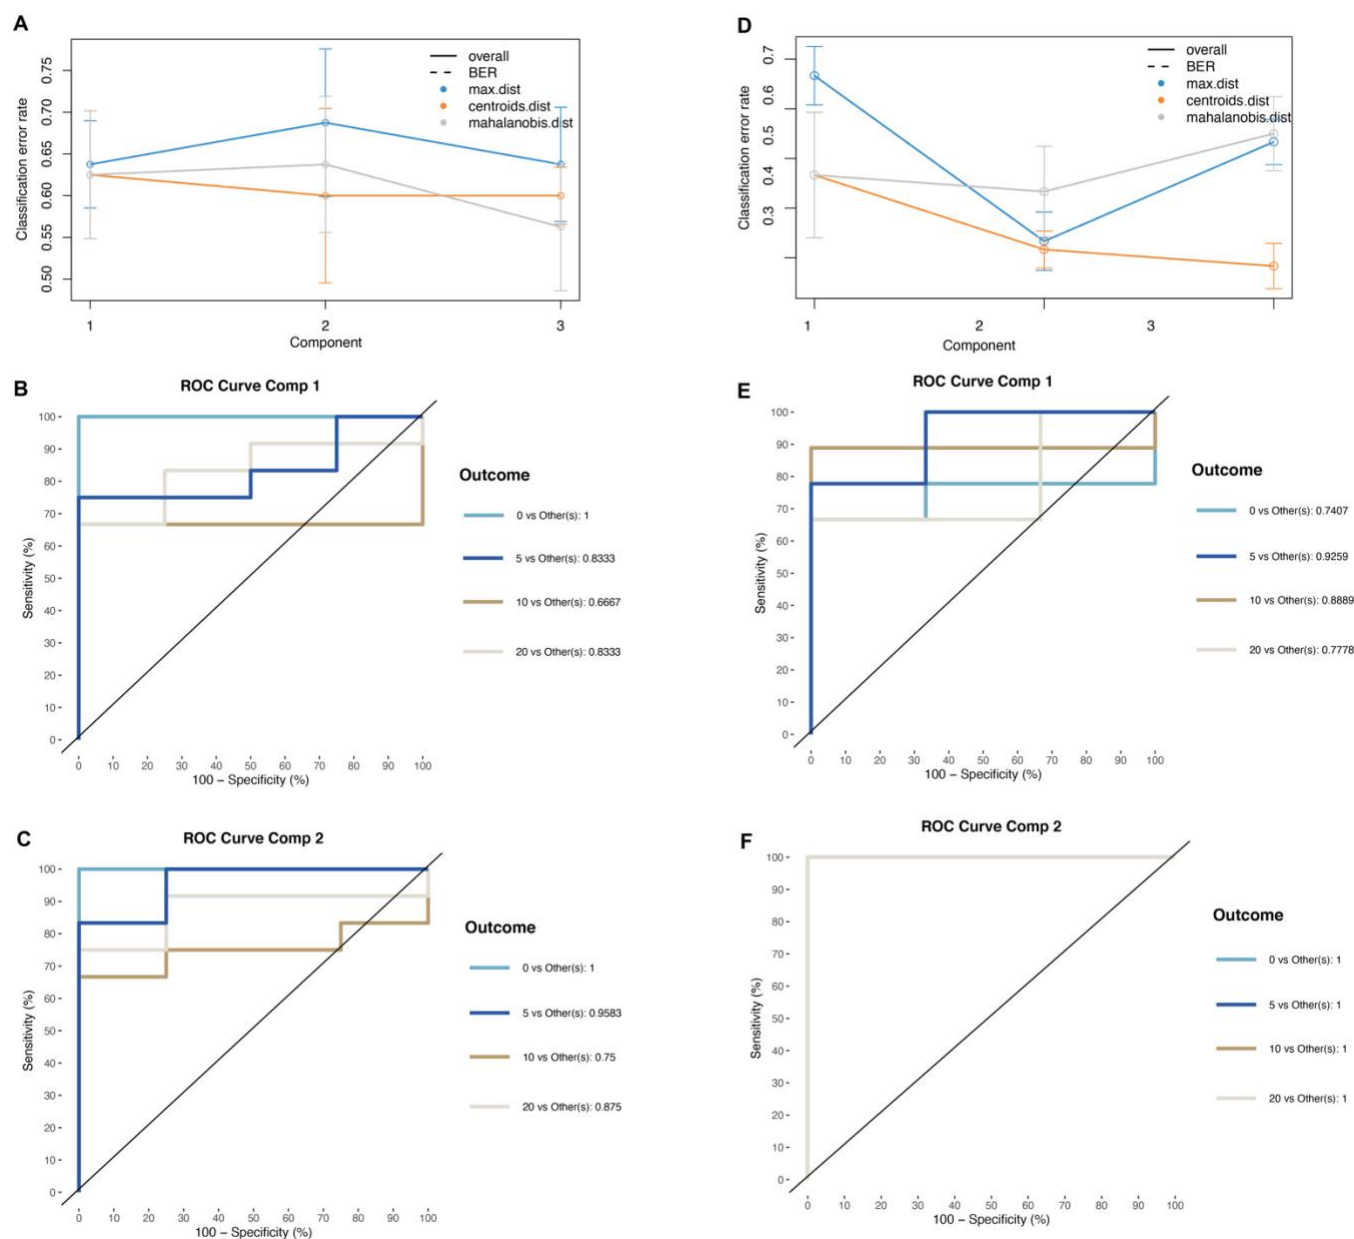 A
overall
BER
max.dist
centroids.dist
mahalanobis.dist
Classification error rate
0.75
0.70
0.65
0.60
0.55
0.50
1 2 3
Component
D
overall
BER
max.dist
centroids.dist
mahalanobis.dist
Classification error rate
0.7
0.6
0.5
0.4
0.3
1 2 3
Component
B
ROC Curve Comp 1
Sensitivity (%)
100
90
80
70
60
50
40
30
20
10
0
0 10 20 30 40 50 60 70 80 90 100
100 – Specificity (%)
Outcome
0 vs Other(s): 1
5 vs Other(s): 0.8333
10 vs Other(s): 0.6667
20 vs Other(s): 0.8333
E
ROC Curve Comp 1
Sensitivity (%)
100
90
80
70
60
50
40
30
20
10
0
0 10 20 30 40 50 60 70 80 90 100
100 – Specificity (%)
Outcome
0 vs Other(s): 0.7407
5 vs Other(s): 0.9259
10 vs Other(s): 0.8889
20 vs Other(s): 0.7778
C
ROC Curve Comp 2
Sensitivity (%)
100
90
80
70
60
50
40
30
20
10
0
0 10 20 30 40 50 60 70 80 90 100
100 – Specificity (%)
Outcome
0 vs Other(s): 1
5 vs Other(s): 0.9583
10 vs Other(s): 0.75
20 vs Other(s): 0.875
F
ROC Curve Comp 2
Sensitivity (%)
100
90
80
70
60
50
40
30
20
10
0
0 10 20 30 40 50 60 70 80 90 100
100 – Specificity (%)
Outcome
0 vs Other(s): 1
5 vs Other(s): 1
10 vs Other(s): 1
20 vs Other(s): 1